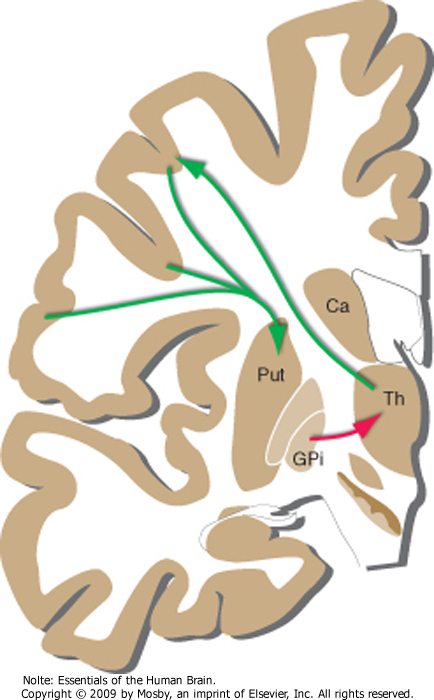 Ca
Put
Th
GPi
Nolte: Essentials of the Human Brain.
Copyright © 2009 by Mosby, an imprint of Elsevier, Inc. All rights reserved.